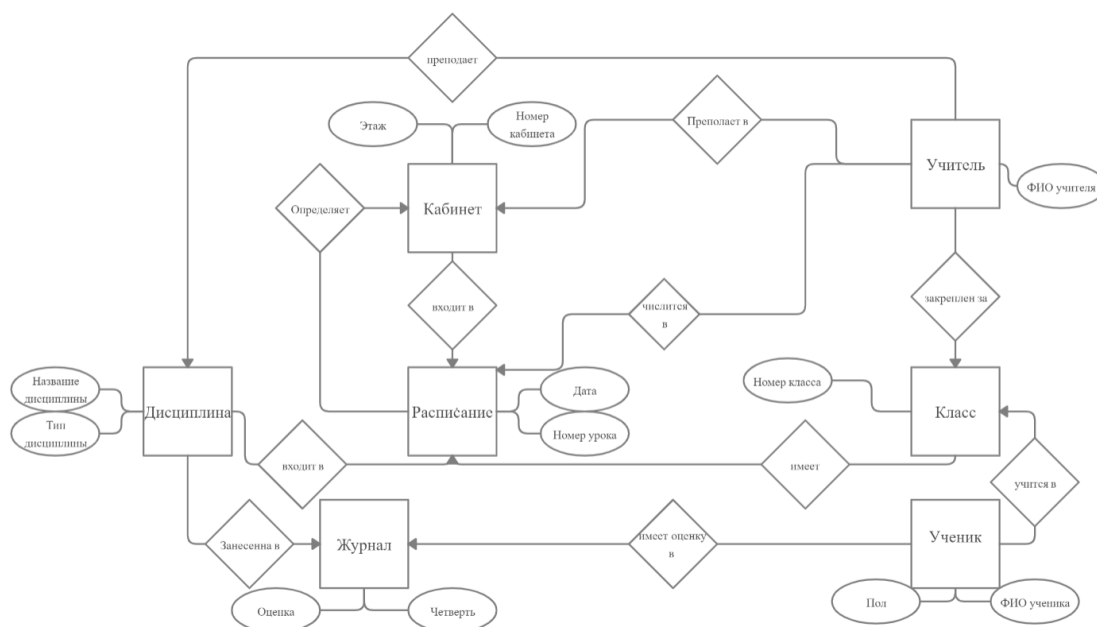 преподает
Этаж
Номер
кабинета
Преполаст в
Учитель
ФИО учителя
Определяет
Кабинет
входит в
числится
в
закреплен за
Название
дисциплины
Тип
дисциплины
Дисциплина
Расписание
Дата
Номер урока
Номер класса
Класс
входит в
имеет
учится в
Занесенна в
Журнал
имеет оценку
в
Ученик
Оценка
Четверть
Пол
ФИО ученика